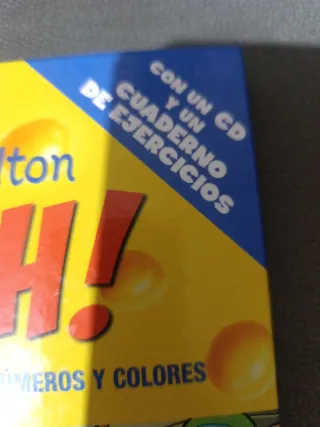 CON UN CD
Y UN
CUADERNO
DE EJERCICIOS
lton
H!
ÚMEROS Y COLORES